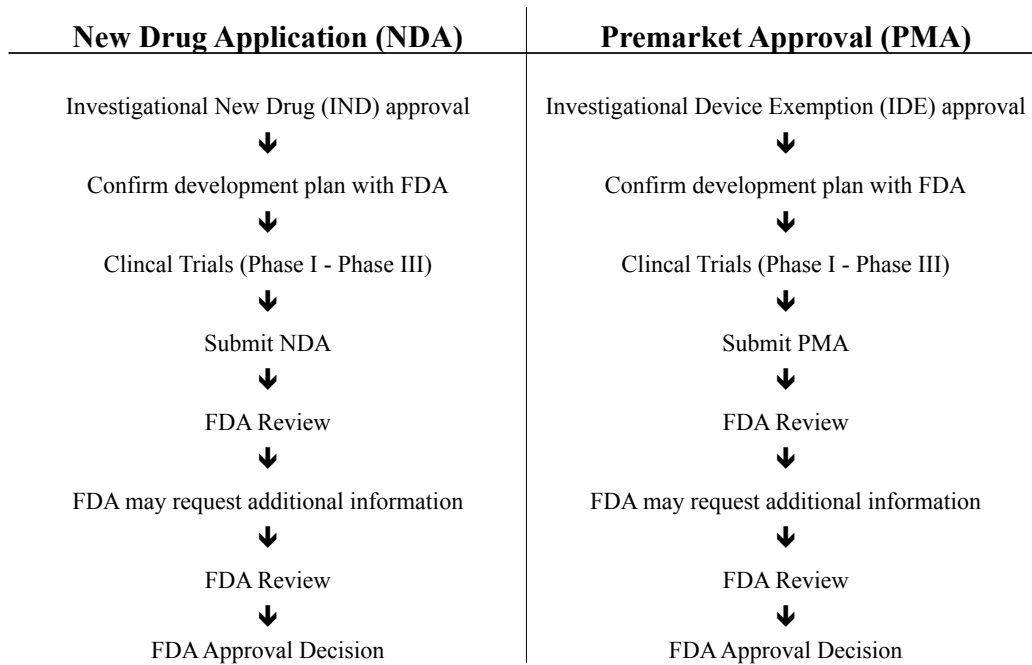 New Drug Application (NDA)
Investigational New Drug (IND) approval
Confirm development plan with FDA
Clincal Trials (Phase I - Phase III)
Submit NDA
FDA Review
FDA may request additional information
FDA Review
FDA Approval Decision
Premarket Approval (PMA)
Investigational Device Exemption (IDE) approval
Confirm development plan with FDA
Clincal Trials (Phase I - Phase III)
Submit PMA
FDA Review
FDA may request additional information
FDA Review
FDA Approval Decision